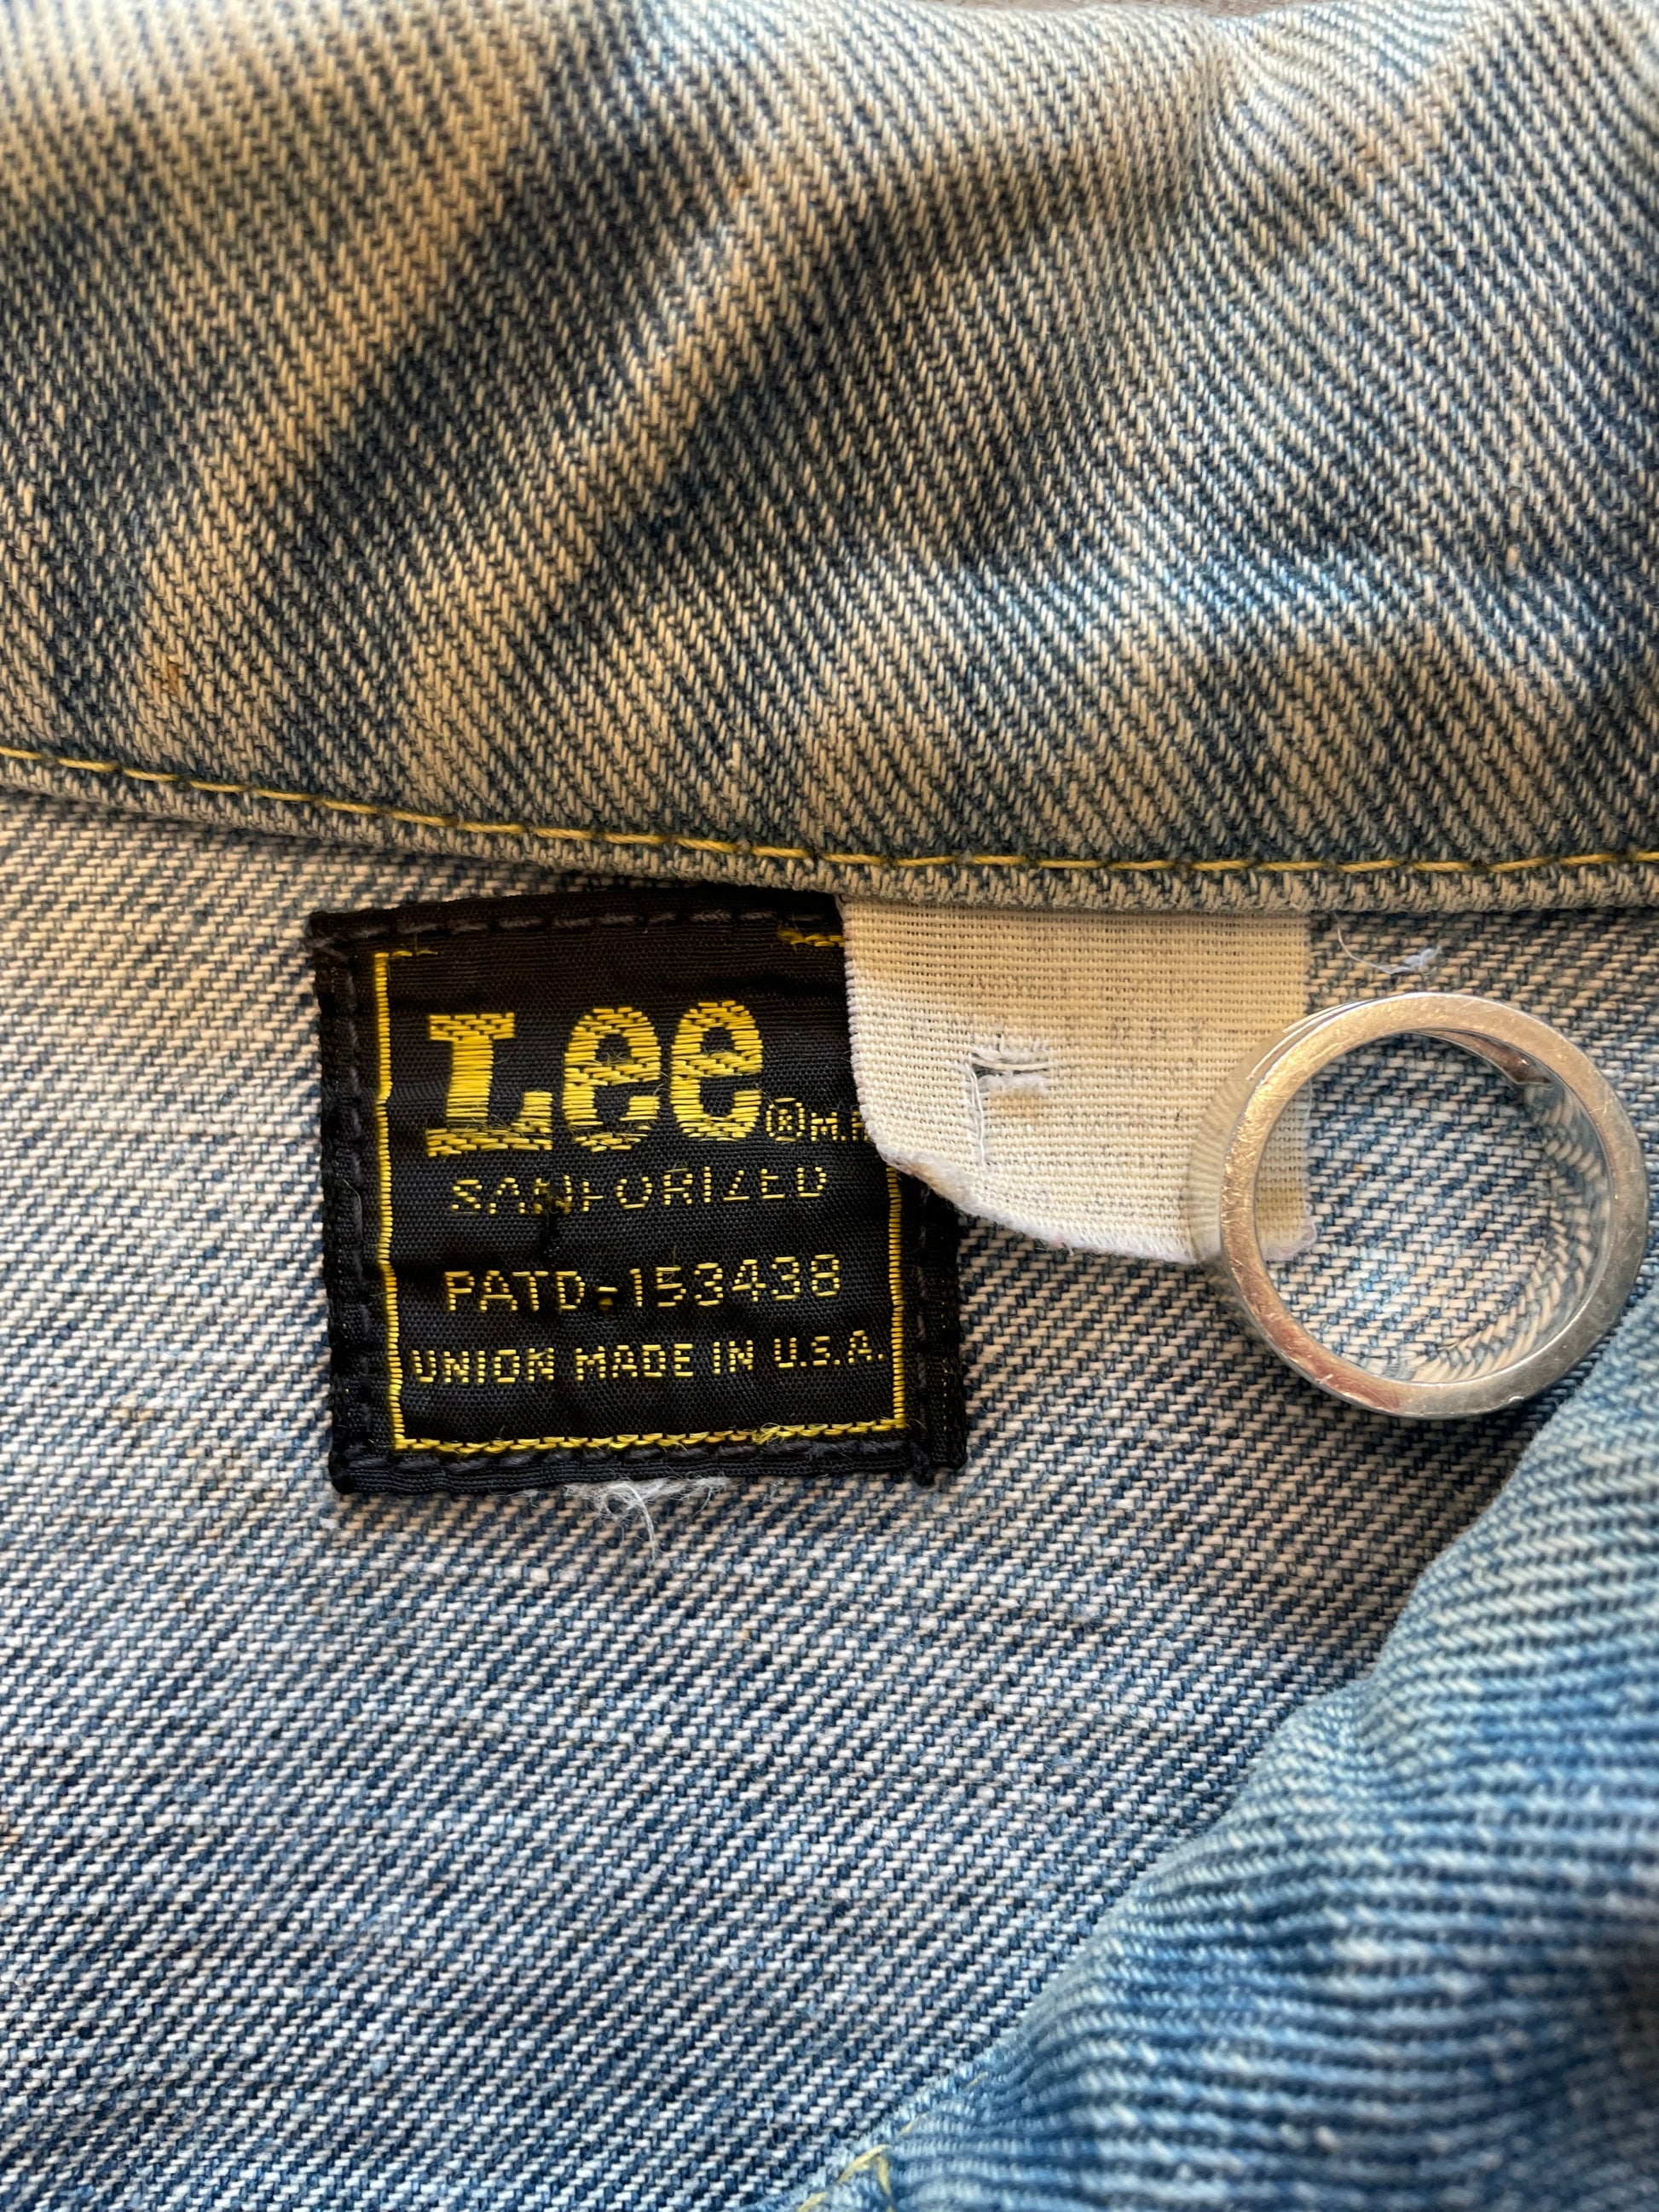 Lee® M.R.
SANFORIZED
PATD-153438
UNION MADE IN U.S.A.